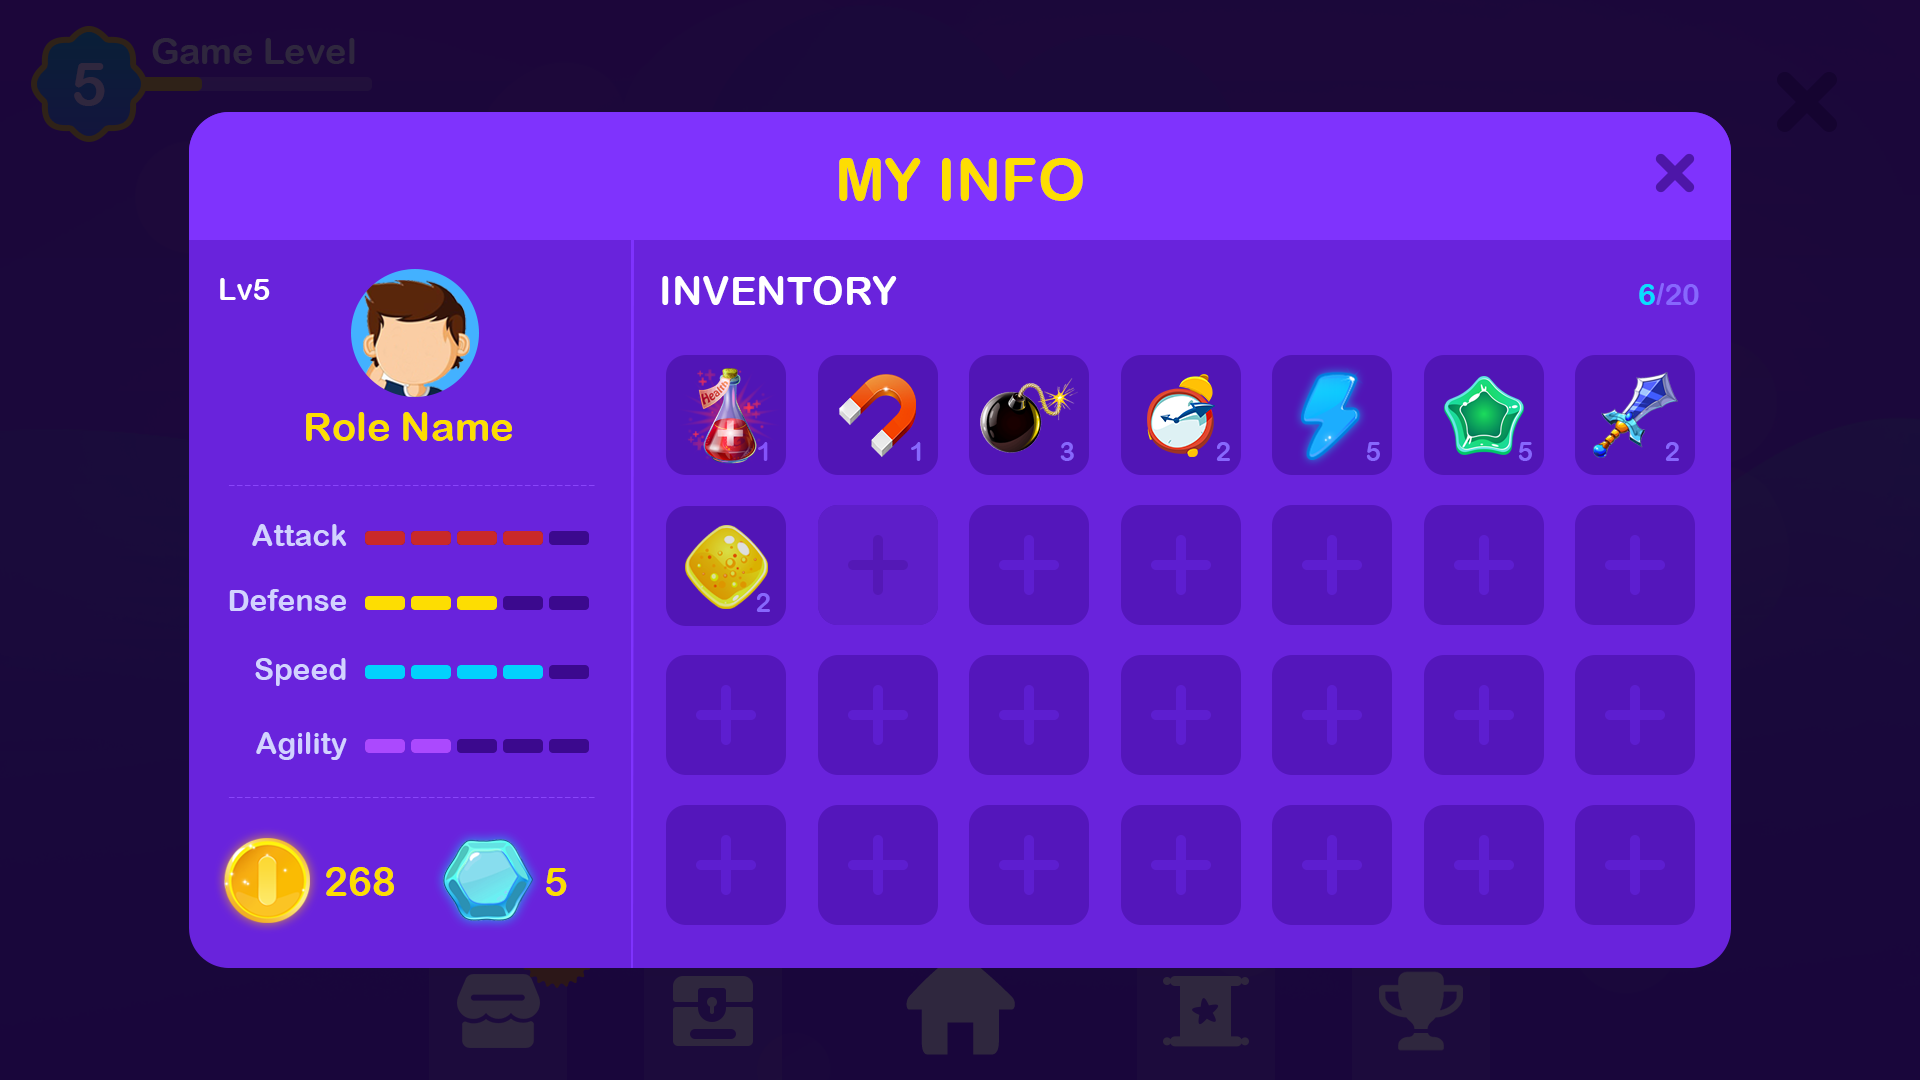 5
Game Level
MY INFO
Lv5
Role Name
Attack
Defense
Speed
Agility
268
5
INVENTORY
6/20
Health
1
1
3
2
5
5
2
2